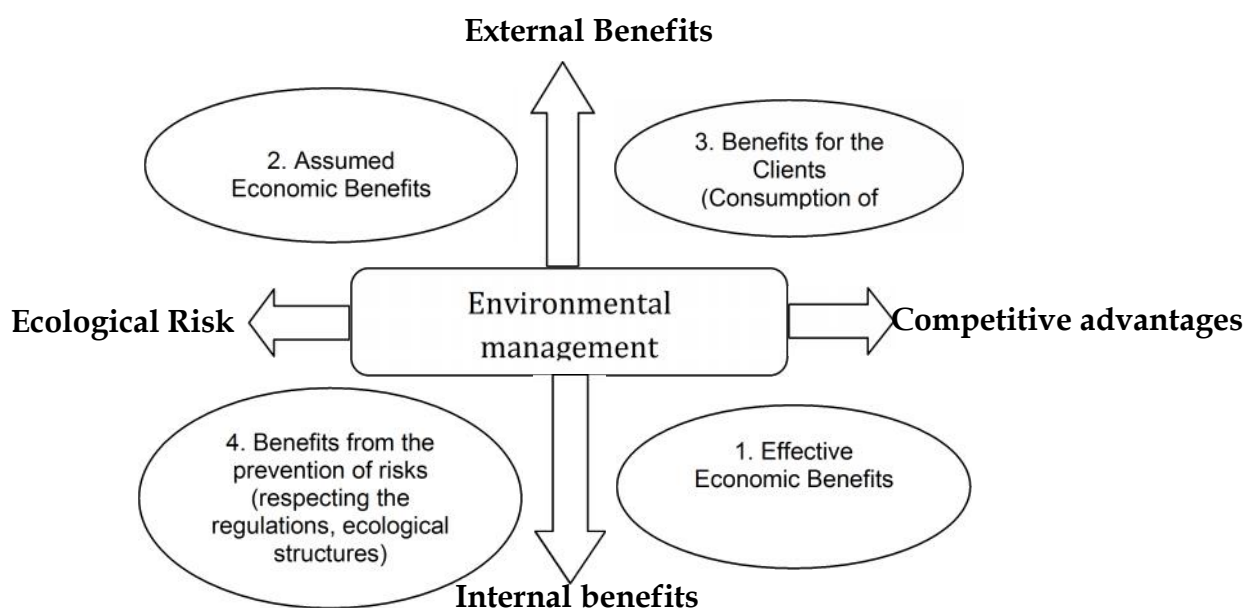 External Benefits
2. Assumed
Economic Benefits
3. Benefits for the
Clients
(Consumption of
Ecological Risk
Environmental
management
Competitive advantages
4. Benefits from the
prevention of risks
(respecting the
regulations, ecological
structures)
1. Effective
Economic Benefits
Internal benefits